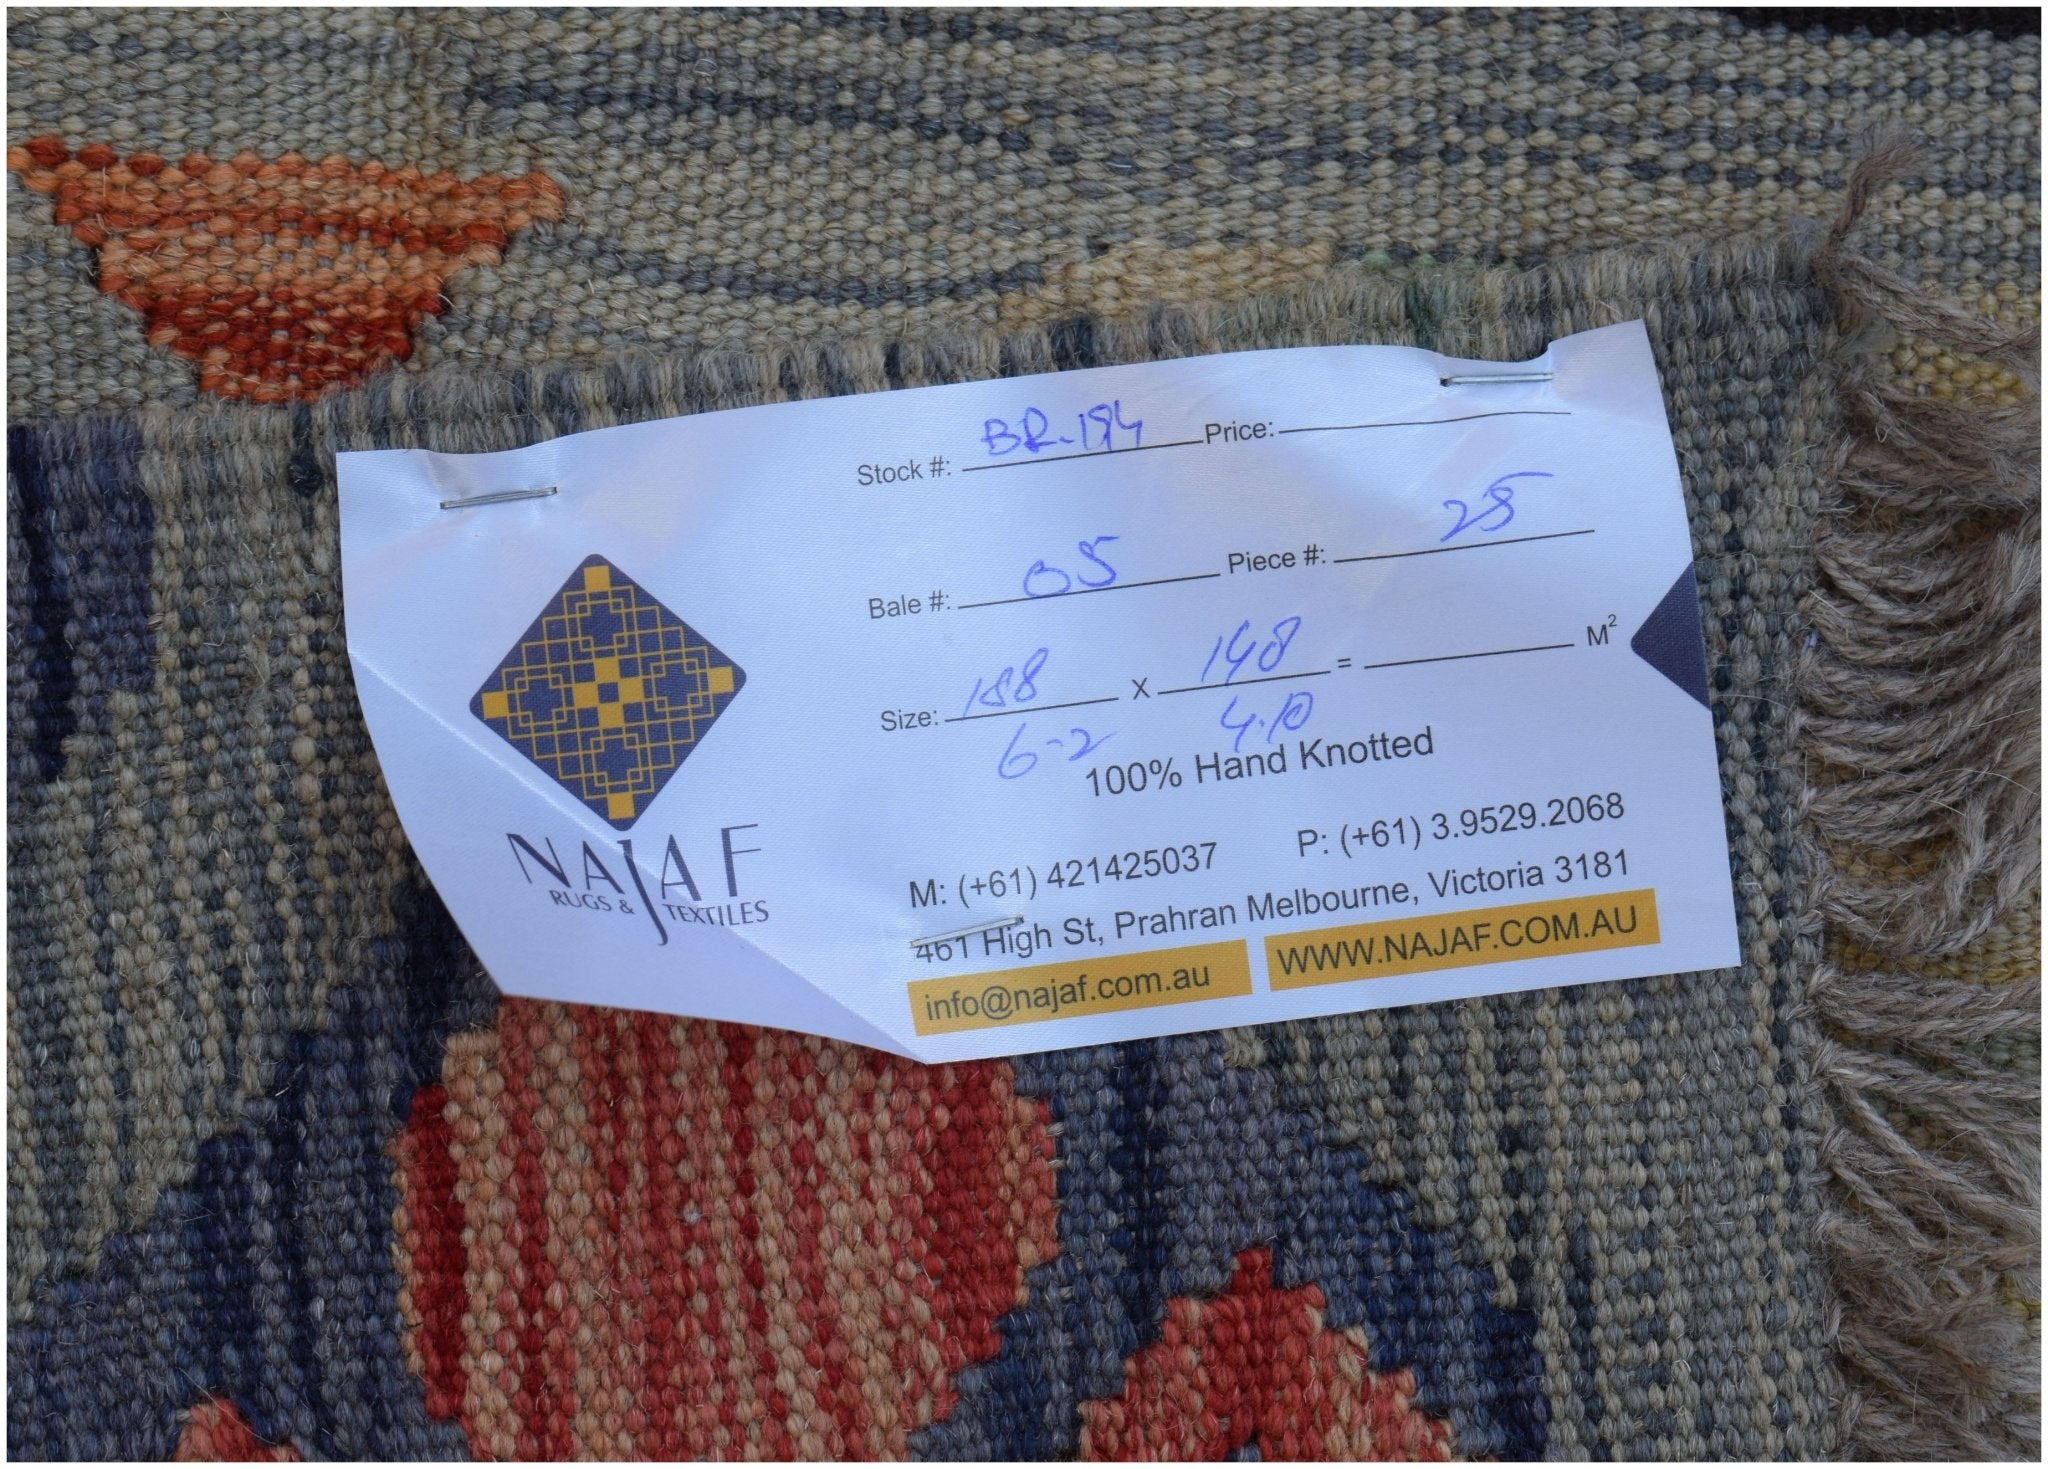 Stock #: BR-194 Price:
Bale #: 05 Piece #: 25
Size: 188 x 148 = M²
6-2 4.10
100% Hand Knotted
M: (+61) 421425037 P: (+61) 3.9529.2068
461 High St, Prahran Melbourne, Victoria 3181
info@najaf.com.au WWW.NAJAF.COM.AU
NAJAF
RUGS & TEXTILES